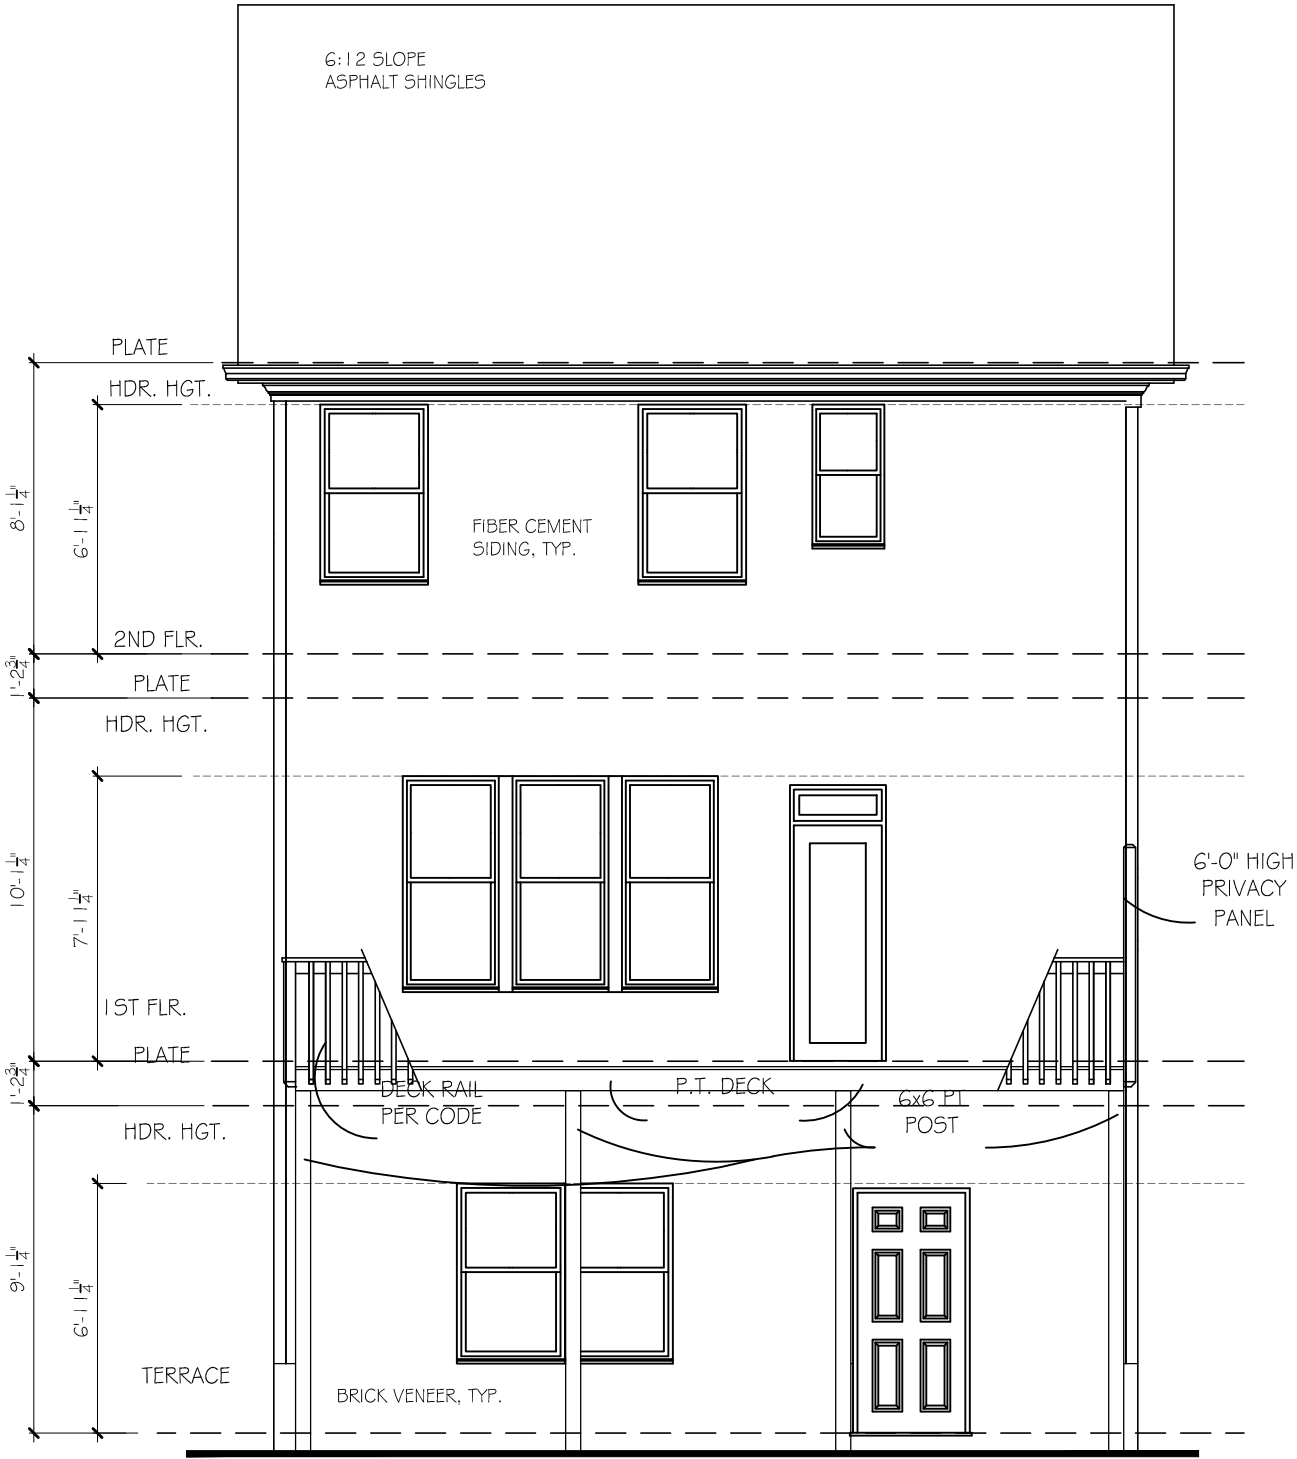 6:12 SLOPE
ASPHALT SHINGLES
PLATE
HDR. HGT.
8'-1 1/4"
6'-11 1/4"
FIBER CEMENT
SIDING, TYP.
2ND FLR.
1'-2 3/4"
PLATE
HDR. HGT.
10'-1 1/4"
7'-11 1/4"
6'-0" HIGH
PRIVACY
PANEL
1ST FLR.
PLATE
1'-2 3/4"
DECK RAIL
PER CODE
P.T. DECK
6x6 PT
POST
HDR. HGT.
9'-1 1/4"
6'-11 1/4"
TERRACE
BRICK VENEER, TYP.